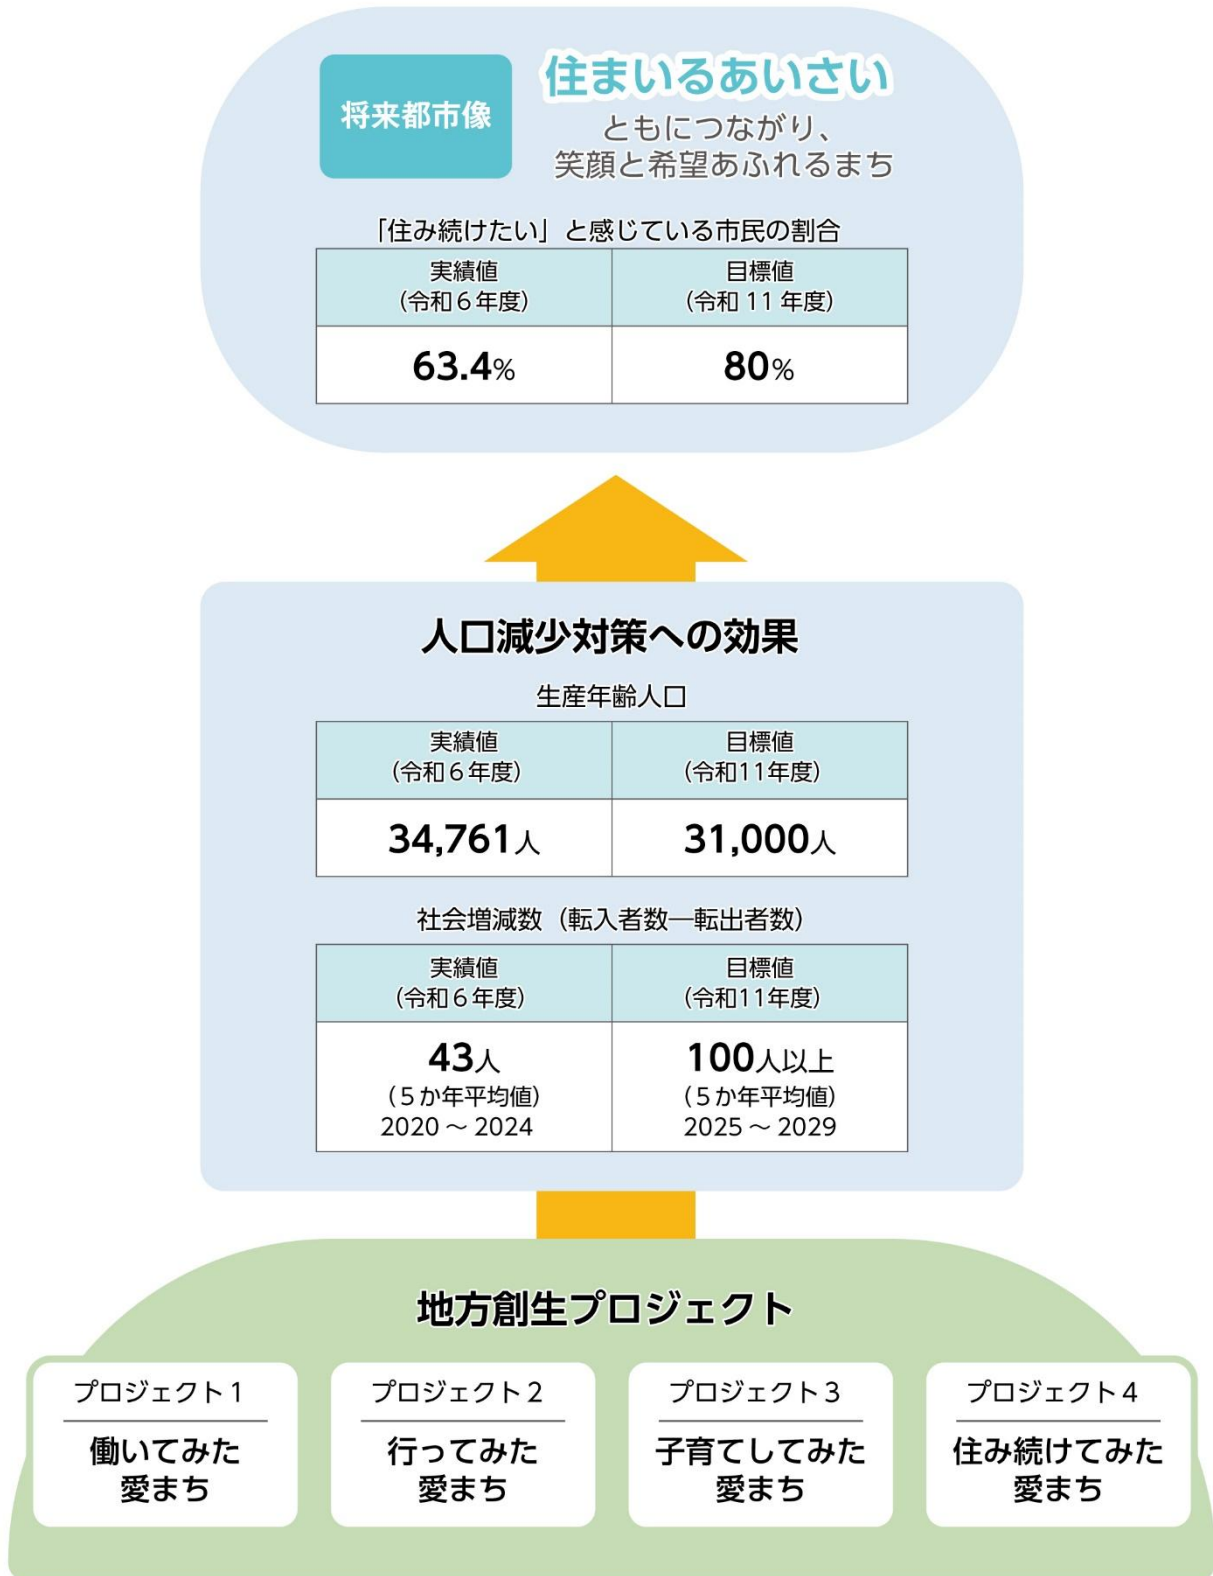 将来都市像
住まいるあいさい
ともにつながり、
笑顔と希望あふれるまち
「住み続けたい」と感じている市民の割合
実績値
（令和６年度）
目標値
（令和 11 年度）
63.4%
80%
人口減少対策への効果
生産年齢人口
実績値
（令和６年度）
目標値
（令和11年度）
34,761人
31,000人
社会増減数（転入者数―転出者数）
実績値
（令和６年度）
目標値
（令和11年度）
43人
（５か年平均値）
2020 ～ 2024
100人以上
（５か年平均値）
2025 ～ 2029
地方創生プロジェクト
プロジェクト１
働いてみた
愛まち
プロジェクト２
行ってみた
愛まち
プロジェクト３
子育てしてみた
愛まち
プロジェクト４
住み続けてみた
愛まち